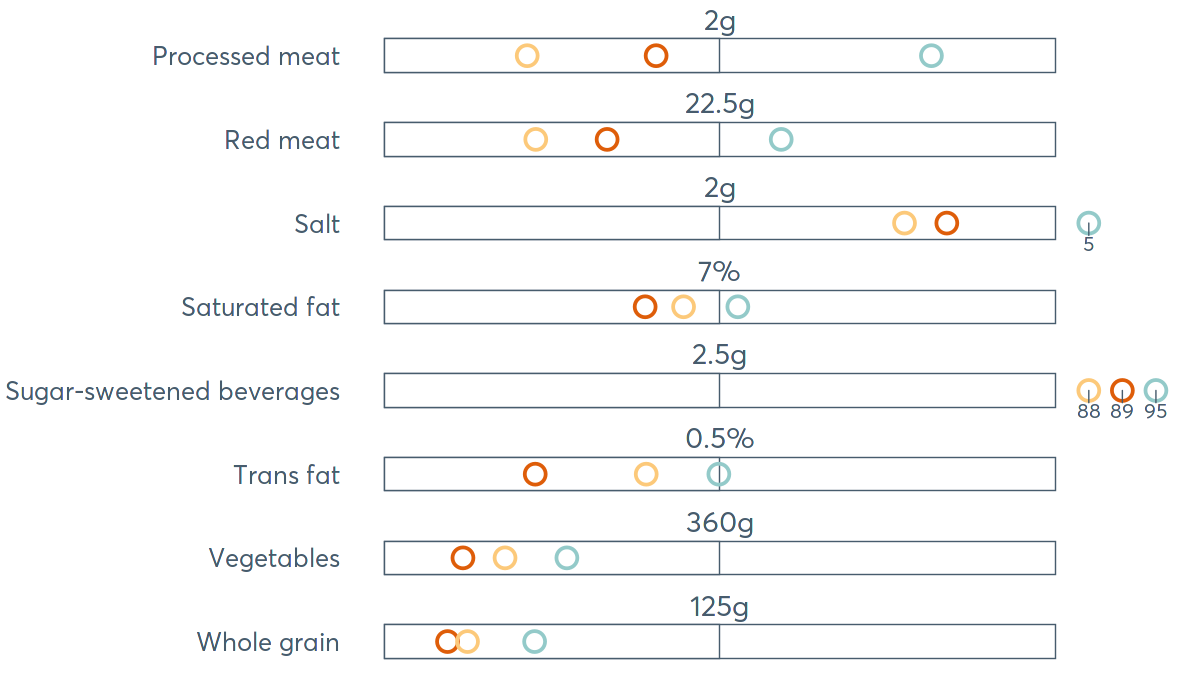 2g
Processed meat
22.5g
Red meat
2g
Salt
5
7%
Saturated fat
2.5g
Sugar-sweetened beverages
88 89 95
0.5%
Trans fat
360g
Vegetables
125g
Whole grain